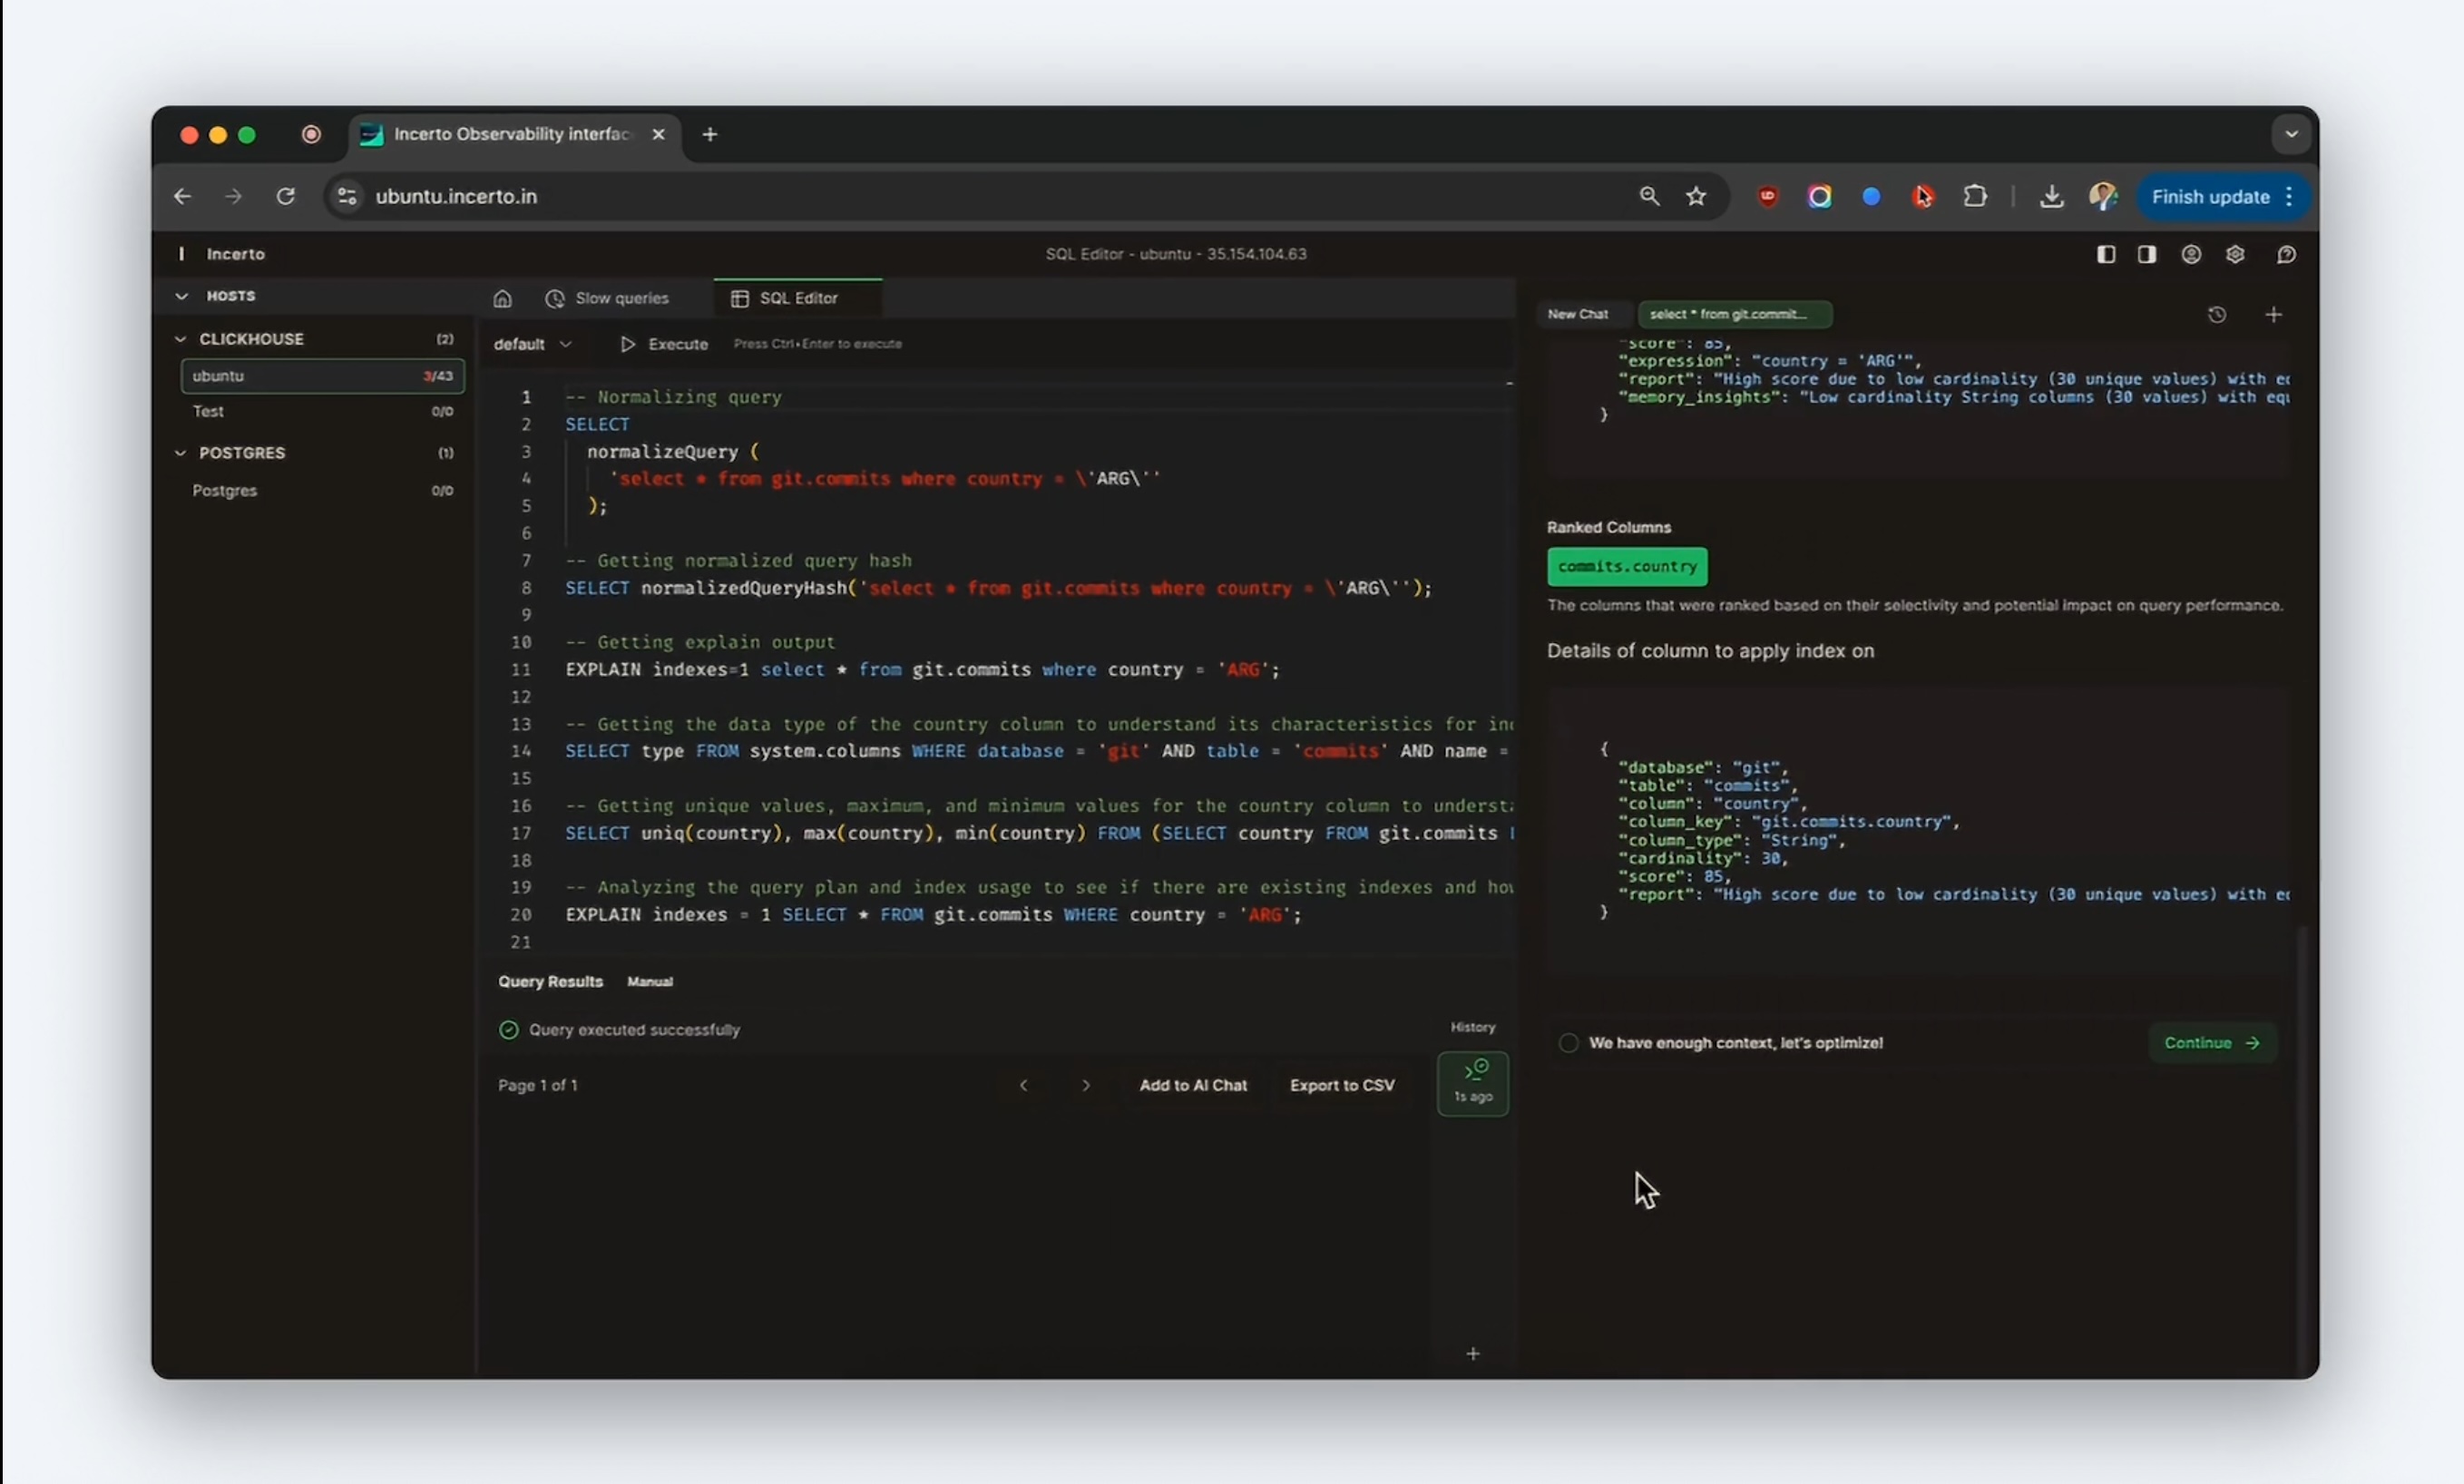 Incerto Observability interfac
ubuntu.incerto.in
Finish update
Incerto
SQL Editor - ubuntu - 35.154.104.63
HOSTS
CLICKHOUSE (2)
ubuntu 3/43
Test 0/0
POSTGRES (1)
Postgres 0/0
Slow queries
SQL Editor
default
Execute
Press Ctrl+Enter to execute
1 -- Normalizing query
2 SELECT
3 normalizeQuery (
4 'select * from git.commits where country = \'ARG\''
5 );
6
7 -- Getting normalized query hash
8 SELECT normalizedQueryHash('select * from git.commits where country = \'ARG\'');
9
10 -- Getting explain output
11 EXPLAIN indexes=1 select * from git.commits where country = 'ARG';
12
13 -- Getting the data type of the country column to understand its characteristics for in
14 SELECT type FROM system.columns WHERE database = 'git' AND table = 'commits' AND name =
15
16 -- Getting unique values, maximum, and minimum values for the country column to underst
17 SELECT uniq(country), max(country), min(country) FROM (SELECT country FROM git.commits
18
19 -- Analyzing the query plan and index usage to see if there are existing indexes and ho
20 EXPLAIN indexes = 1 SELECT * FROM git.commits WHERE country = 'ARG';
21
Query Results
Manual
Query executed successfully
Page 1 of 1
Add to AI Chat
Export to CSV
History
1s ago
New Chat
select * from git.commit...
"score": 85,
"expression": "country = 'ARG'",
"report": "High score due to low cardinality (30 unique values) with e
"memory_insights": "Low cardinality String columns (30 values) with equ
}
Ranked Columns
commits.country
The columns that were ranked based on their selectivity and potential impact on query performance.
Details of column to apply index on
{
"database": "git",
"table": "commits",
"column": "country",
"column_key": "git.commits.country",
"column_type": "String",
"cardinality": 30,
"score": 85,
"report": "High score due to low cardinality (30 unique values) with e
}
We have enough context, let's optimize!
Continue